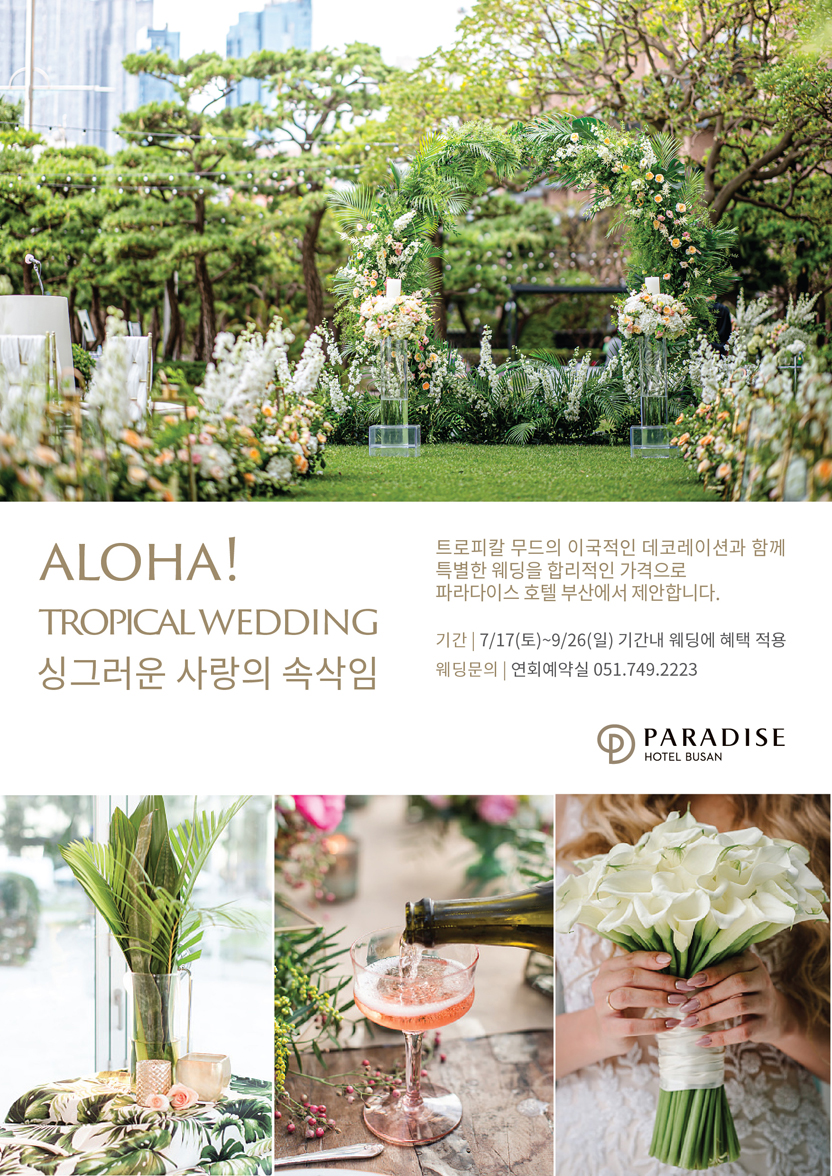 ALOHA!
TROPICAL WEDDING
싱그러운 사랑의 속삭임
트로피칼 무드의 이국적인 데코레이션과 함께
특별한 웨딩을 합리적인 가격으로
파라다이스 호텔 부산에서 제안합니다.
기간 | 7/17(토)~9/26(일) 기간내 웨딩에 혜택 적용
웨딩문의 | 연회예약실 051.749.2223
PARADISE
HOTEL BUSAN